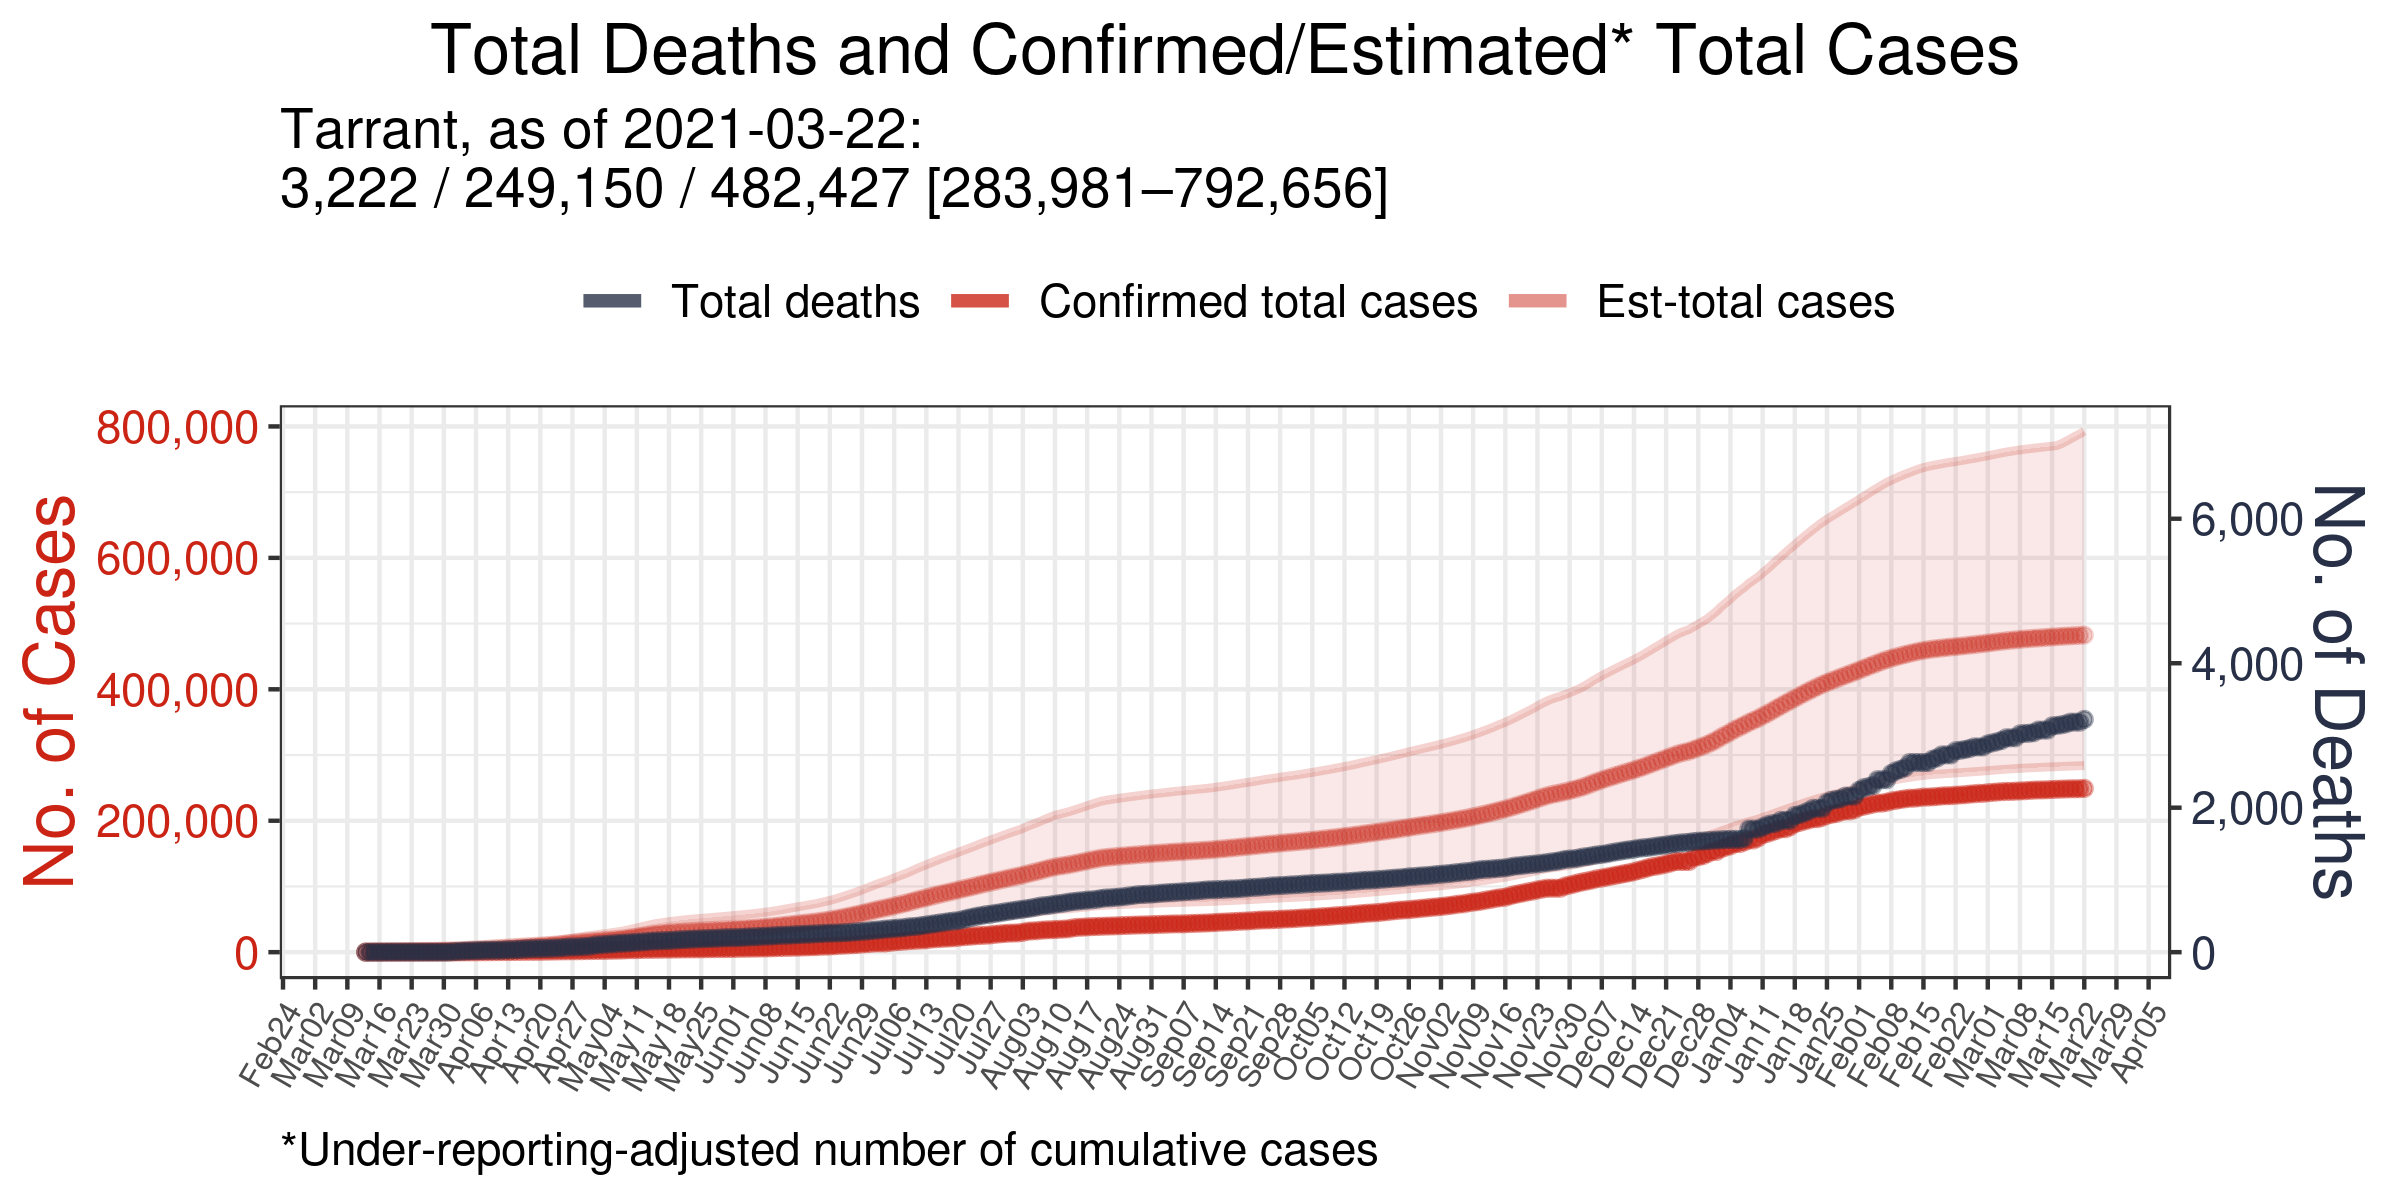 Total Deaths and Confirmed/Estimated* Total Cases
Tarrant, as of 2021-03-22:
3,222 / 249,150 / 482,427 [283,981–792,656]
Total deaths
Confirmed total cases
Est-total cases
No. of Cases
800,000
600,000
400,000
200,000
0
6,000
4,000
2,000
0
No. of Deaths
Feb24
Mar02
Mar09
Mar16
Mar23
Mar30
Apr06
Apr13
Apr20
Apr27
May04
May11
May18
May25
Jun01
Jun08
Jun15
Jun22
Jun29
Jul06
Jul13
Jul20
Jul27
Aug03
Aug10
Aug17
Aug24
Aug31
Sep07
Sep14
Sep21
Sep28
Oct05
Oct12
Oct19
Oct26
Nov02
Nov09
Nov16
Nov23
Nov30
Dec07
Dec14
Dec21
Dec28
Jan04
Jan11
Jan18
Jan25
Feb01
Feb08
Feb15
Feb22
Mar01
Mar08
Mar15
Mar22
Mar29
Apr05
*Under-reporting-adjusted number of cumulative cases